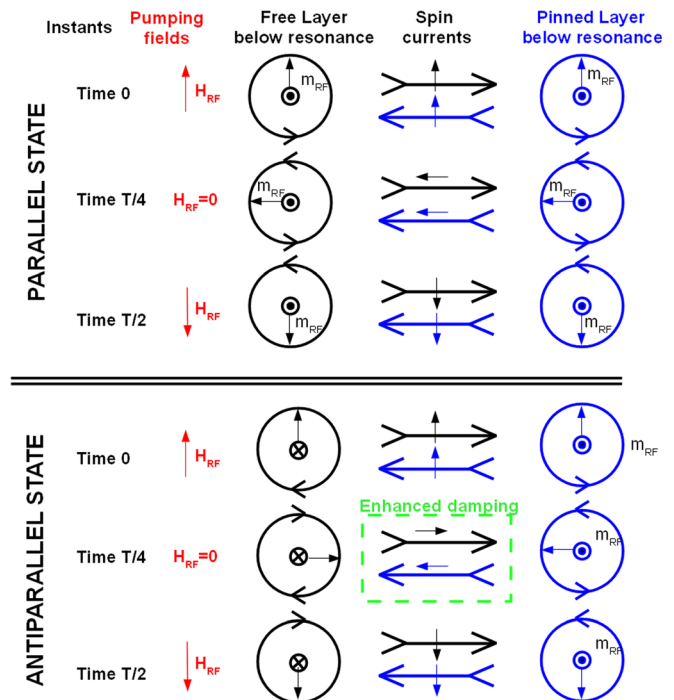 Instants
Pumping
fields
Free Layer
below resonance
Spin
currents
Pinned Layer
below resonance
PARALLEL STATE
Time 0
H_RF
m_RF
m_RF
Time T/4
H_RF=0
m_RF
m_RF
Time T/2
H_RF
m_RF
m_RF
ANTIPARALLEL STATE
Time 0
H_RF
m_RF
Enhanced damping
Time T/4
H_RF=0
m_RF
Time T/2
H_RF
m_RF